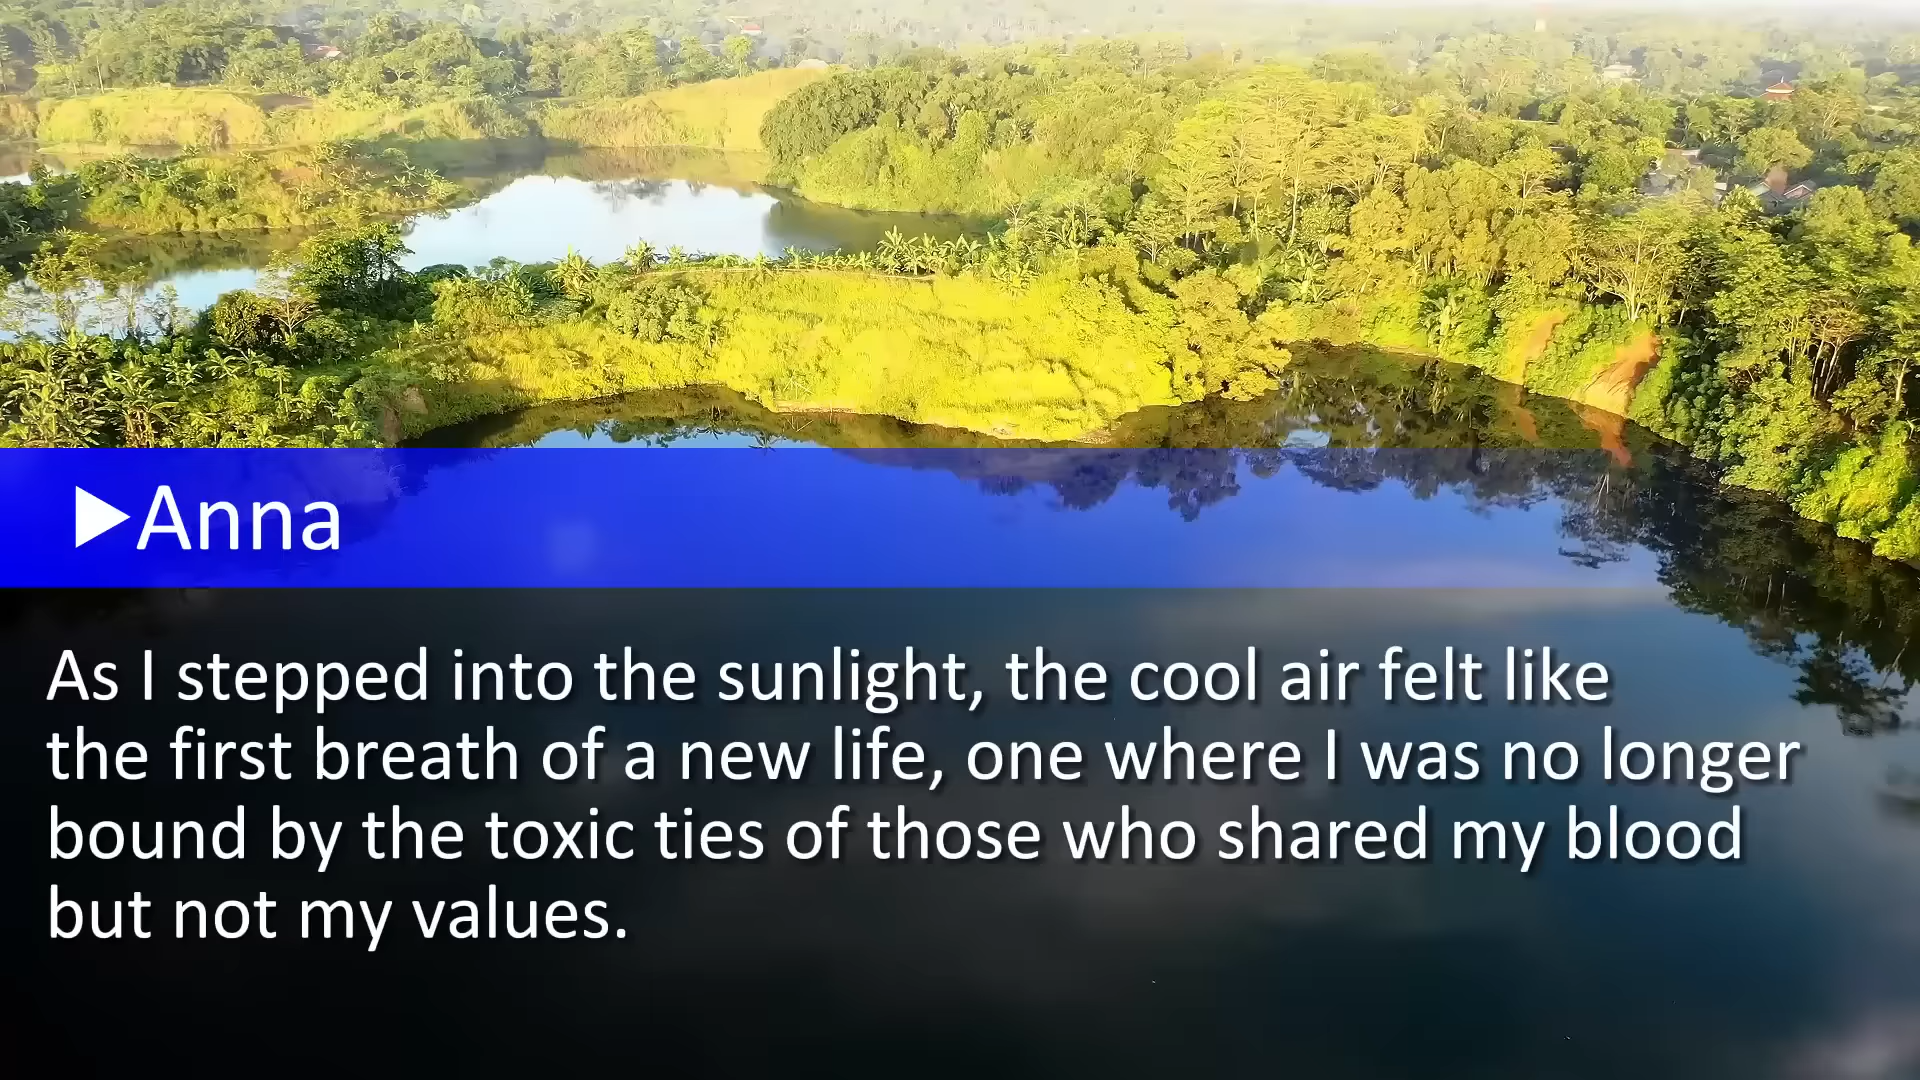 ▶Anna
As I stepped into the sunlight, the cool air felt like
the first breath of a new life, one where I was no longer
bound by the toxic ties of those who shared my blood
but not my values.